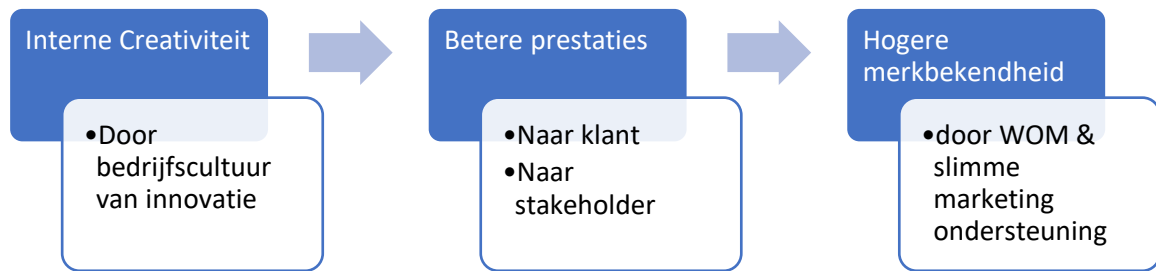 Interne Creativiteit
•Door
bedrijfscultuur
van innovatie
Betere prestaties
•Naar klant
•Naar
stakeholder
Hogere
merkbekendheid
•door WOM &
slimme
marketing
ondersteuning